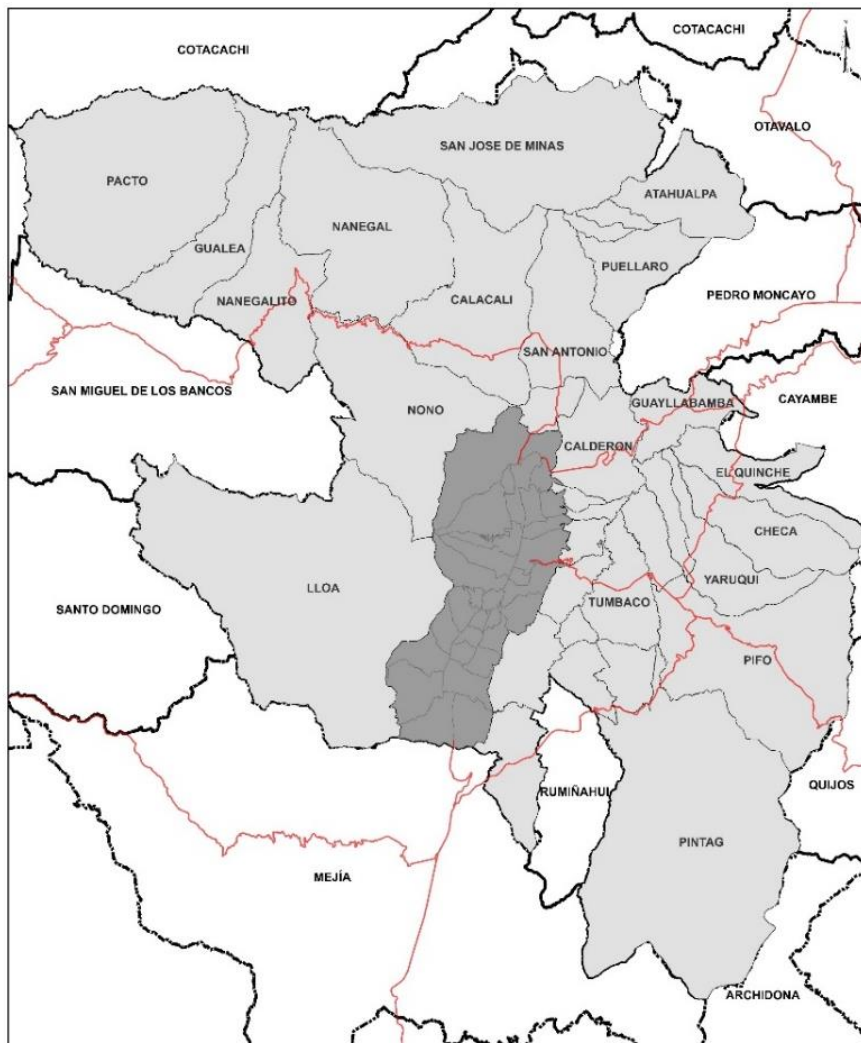 COTACACHI
COTACACHI
OTAVALO
SAN JOSE DE MINAS
PACTO
ATAHUALPA
NANEGAL
GUALEA
PUELLARO
PEDRO MONCAYO
NANEGALITO
CALACALI
SAN ANTONIO
SAN MIGUEL DE LOS BANCOS
CAYAMBE
GUAYLLABAMBA
NONO
CALDERON
EL QUINCHE
CHECA
YARUQUI
LLOA
TUMBACO
SANTO DOMINGO
PIFO
QUIJOS
RUMIÑAHUI
PINTAG
MEJÍA
ARCHIDONA